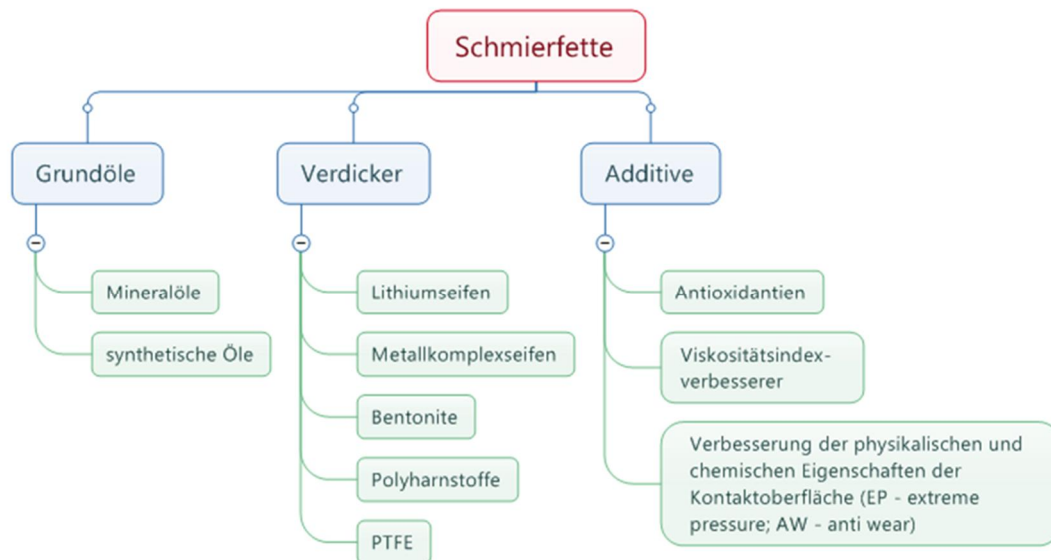 Schmierfette
Grundöle
Mineralöle
synthetische Öle
Verdicker
Lithiumseifen
Metallkomplexseifen
Bentonite
Polyharnstoffe
PTFE
Additive
Antioxidantien
Viskositätsindex-
verbesserer
Verbesserung der physikalischen und
chemischen Eigenschaften der
Kontaktoberfläche (EP - extreme
pressure; AW - anti wear)